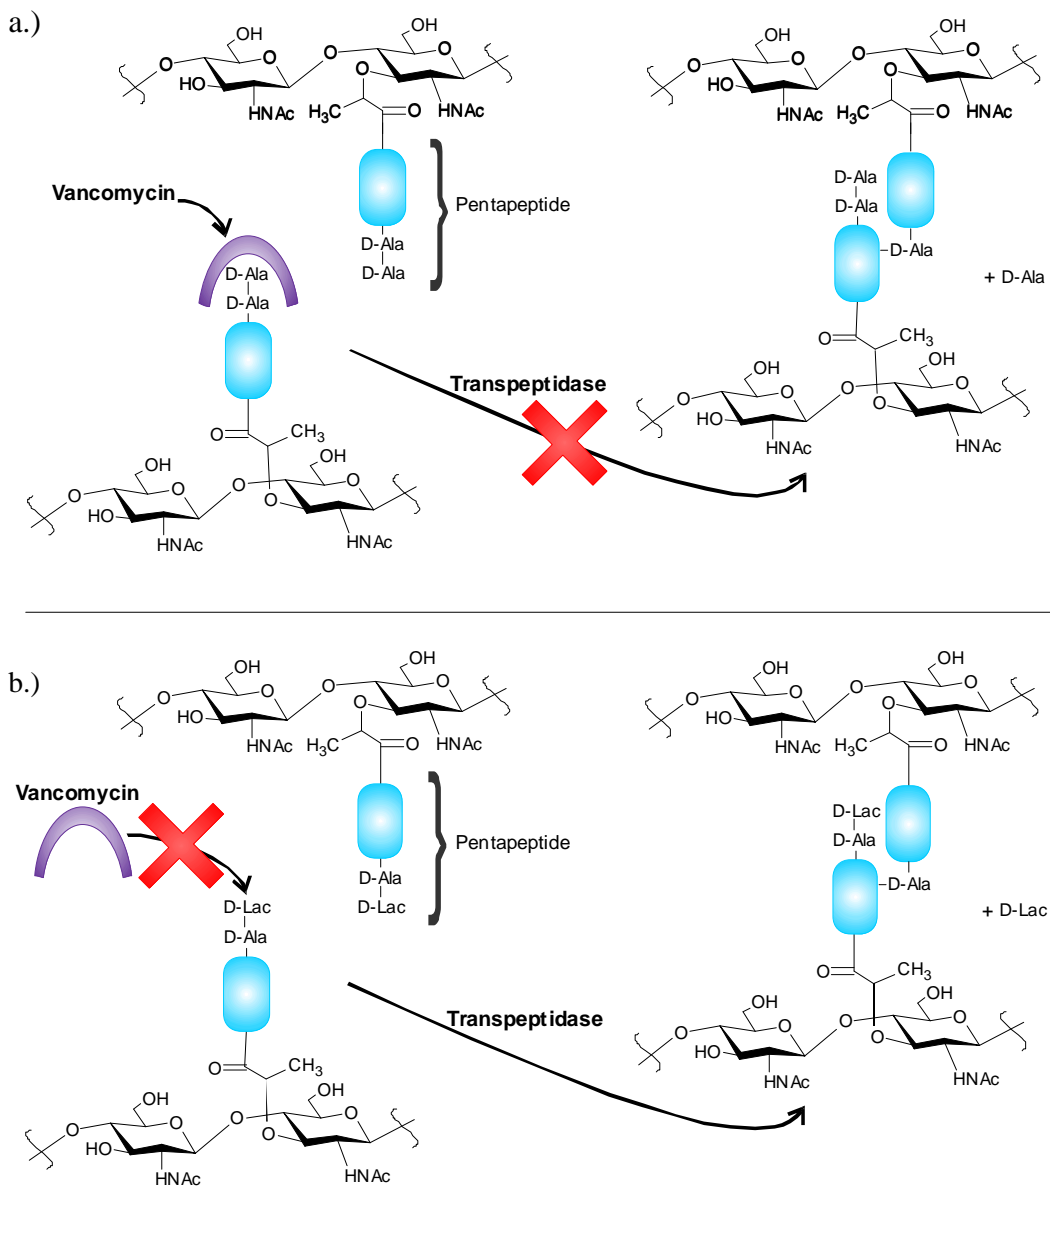 a.)
OH
OH
O
O
O
O
HO
O
HNAc
H3C
O
HNAc
Vancomycin
D-Ala
D-Ala
Pentapeptide
D-Ala
D-Ala
O
CH3
OH
OH
O
O
O
O
HO
O
HNAc
HNAc
Transpeptidase
OH
OH
O
O
O
O
HO
O
HNAc
H3C
O
HNAc
D-Ala
D-Ala
D-Ala
+ D-Ala
O
CH3
OH
OH
O
O
O
O
HO
O
HNAc
HNAc
b.)
OH
OH
O
O
O
O
HO
O
HNAc
H3C
O
HNAc
Vancomycin
D-Ala
D-Lac
Pentapeptide
D-Lac
D-Ala
O
CH3
OH
OH
O
O
O
O
HO
O
HNAc
HNAc
Transpeptidase
OH
OH
O
O
O
O
HO
O
HNAc
H3C
O
HNAc
D-Lac
D-Ala
D-Ala
+ D-Lac
O
CH3
OH
OH
O
O
O
O
HO
O
HNAc
HNAc